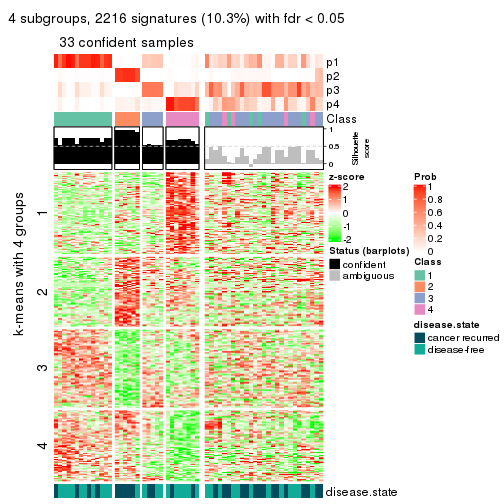 4 subgroups, 2216 signatures (10.3%) with fdr < 0.05
33 confident samples
p1
p2
p3
p4
Class
1
0.5
0
Silhouette
score
k-means with 4 groups
1
2
3
4
z-score
2
1
0
-1
-2
Status (barplots)
confident
ambiguous
Prob
1
0.8
0.6
0.4
0.2
0
Class
1
2
3
4
disease.state
cancer recurred
disease-free
disease.state